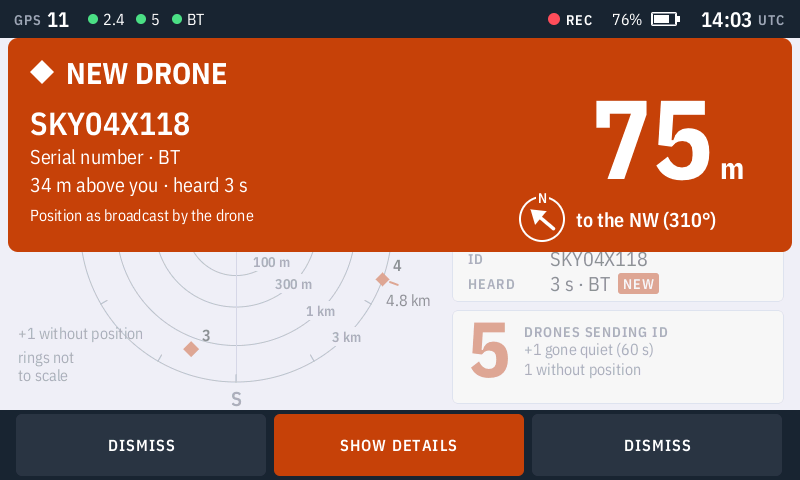 GPS 11 2.4 5 BT REC 76% 14:03 UTC
NEW DRONE
SKY04X118
Serial number · BT
34 m above you · heard 3 s
Position as broadcast by the drone
75 m
N
to the NW (310°)
100 m
300 m
1 km
3 km
4
4.8 km
3
+1 without position
rings not
to scale
S
ID SKY04X118
HEARD 3 s · BT NEW
5 DRONES SENDING ID
+1 gone quiet (60 s)
1 without position
DISMISS SHOW DETAILS DISMISS